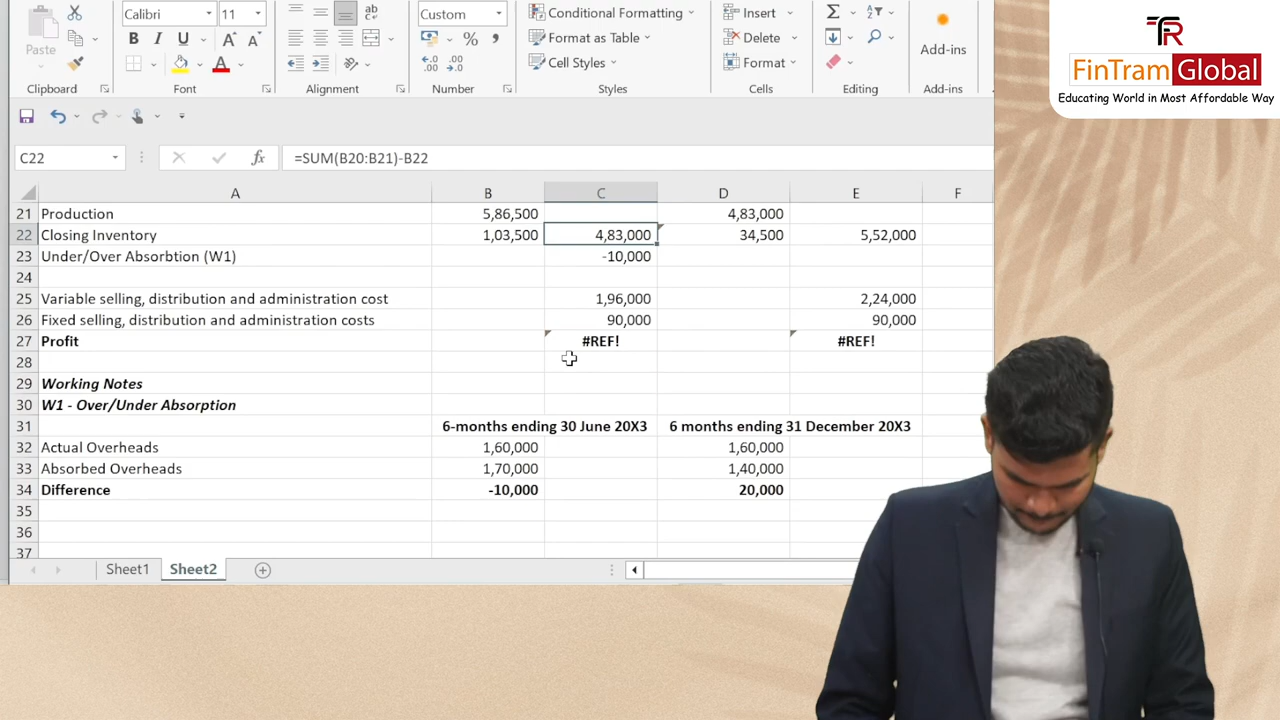 Calibri 11 ab Custom Conditional Formatting Insert
Paste B I U A A % , Format as Table Delete Add-ins
A Cell Styles Format
Clipboard Font Alignment Number Styles Cells Editing Add-ins
C22 fx =SUM(B20:B21)-B22
A B C D E F
21 Production 5,86,500 4,83,000
22 Closing Inventory 1,03,500 4,83,000 34,500 5,52,000
23 Under/Over Absorbtion (W1) -10,000
24
25 Variable selling, distribution and administration cost 1,96,000 2,24,000
26 Fixed selling, distribution and administration costs 90,000 90,000
27 Profit #REF! #REF!
28
29 Working Notes
30 W1 - Over/Under Absorption
31 6-months ending 30 June 20X3 6 months ending 31 December 20X3
32 Actual Overheads 1,60,000 1,60,000
33 Absorbed Overheads 1,70,000 1,40,000
34 Difference -10,000 20,000
35
36
37
Sheet1 Sheet2
FinTram Global
Educating World in Most Affordable Way